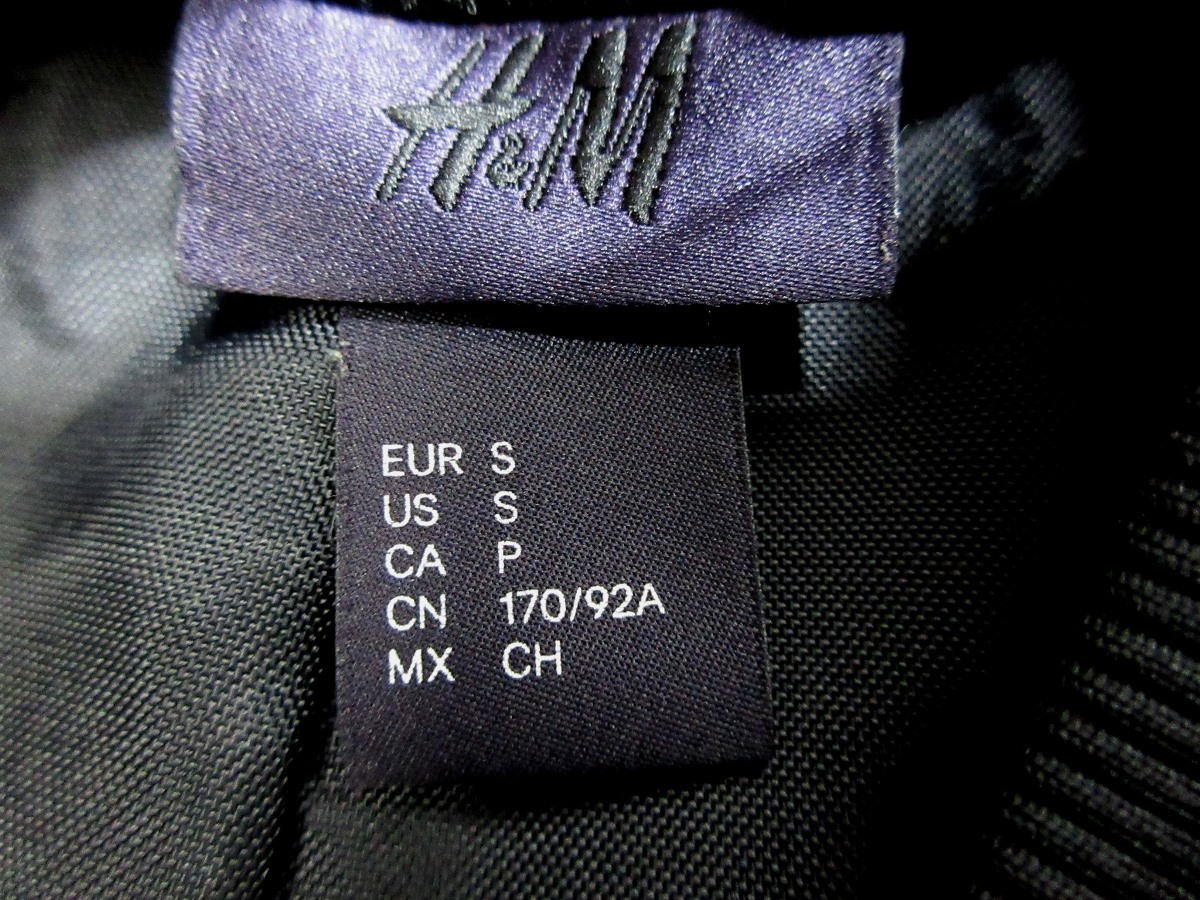 H&M
EUR S
US S
CA P
CN 170/92A
MX CH